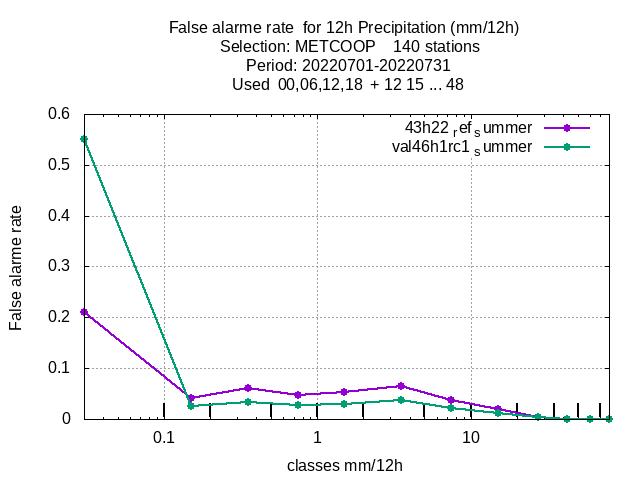 False alarme rate  for 12h Precipitation (mm/12h)
Selection: METCOOP    140 stations
Period: 20220701-20220731
Used  00,06,12,18  + 12 15 ... 48
0.6
43h22 ref summer
val46h1rc1 summer
0.5
0.4
0.3
0.2
0.1
0
False alarme rate
0.1 1 10
classes mm/12h